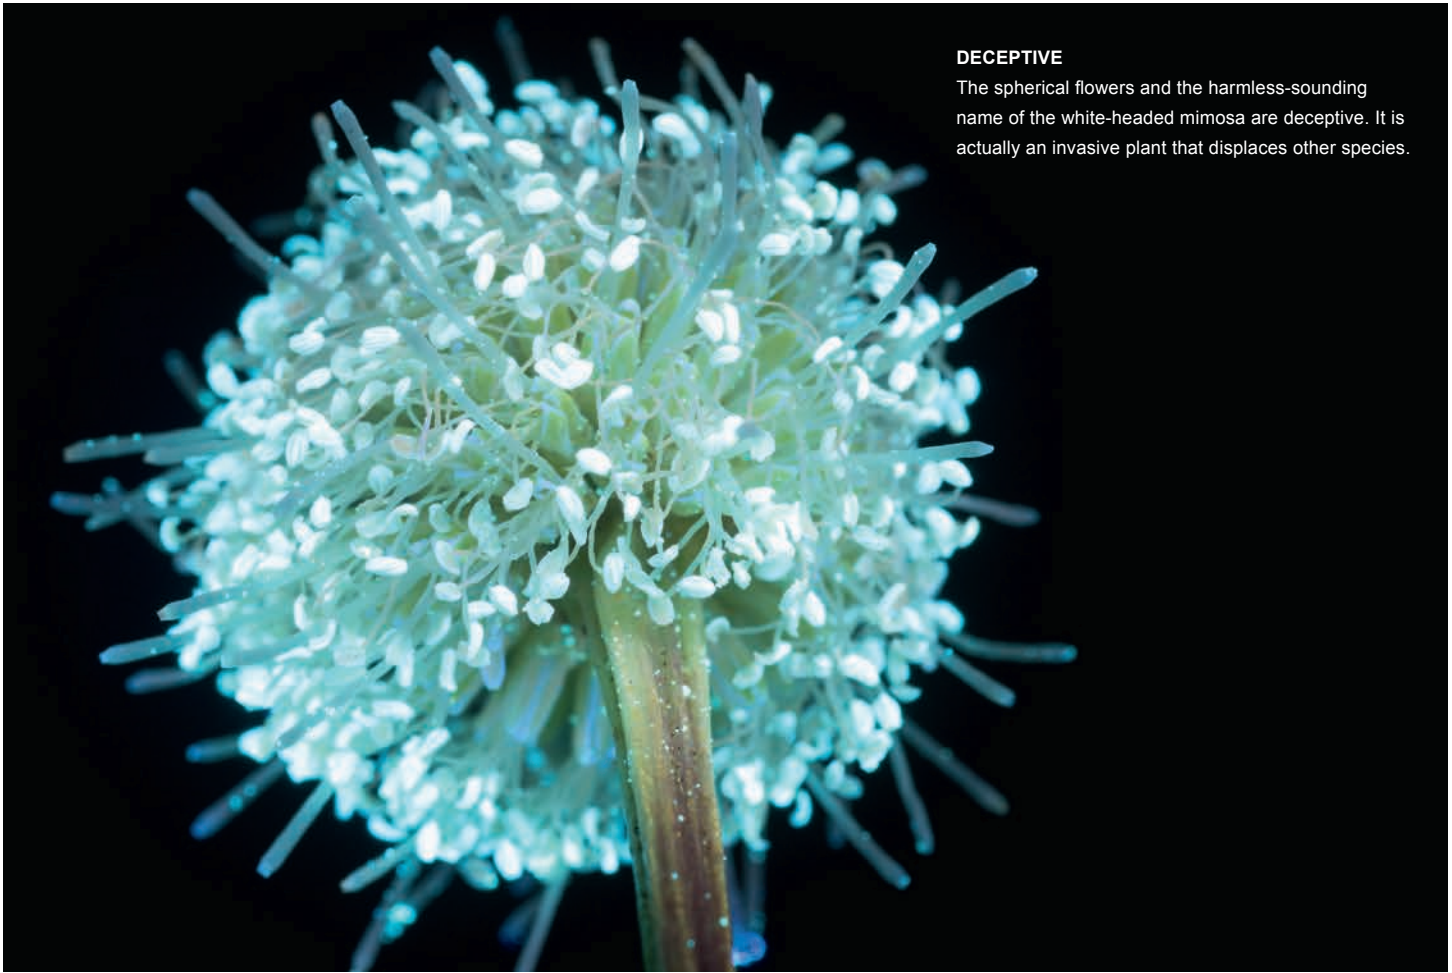 DECEPTIVE
The spherical flowers and the harmless-sounding
name of the white-headed mimosa are deceptive. It is
actually an invasive plant that displaces other species.